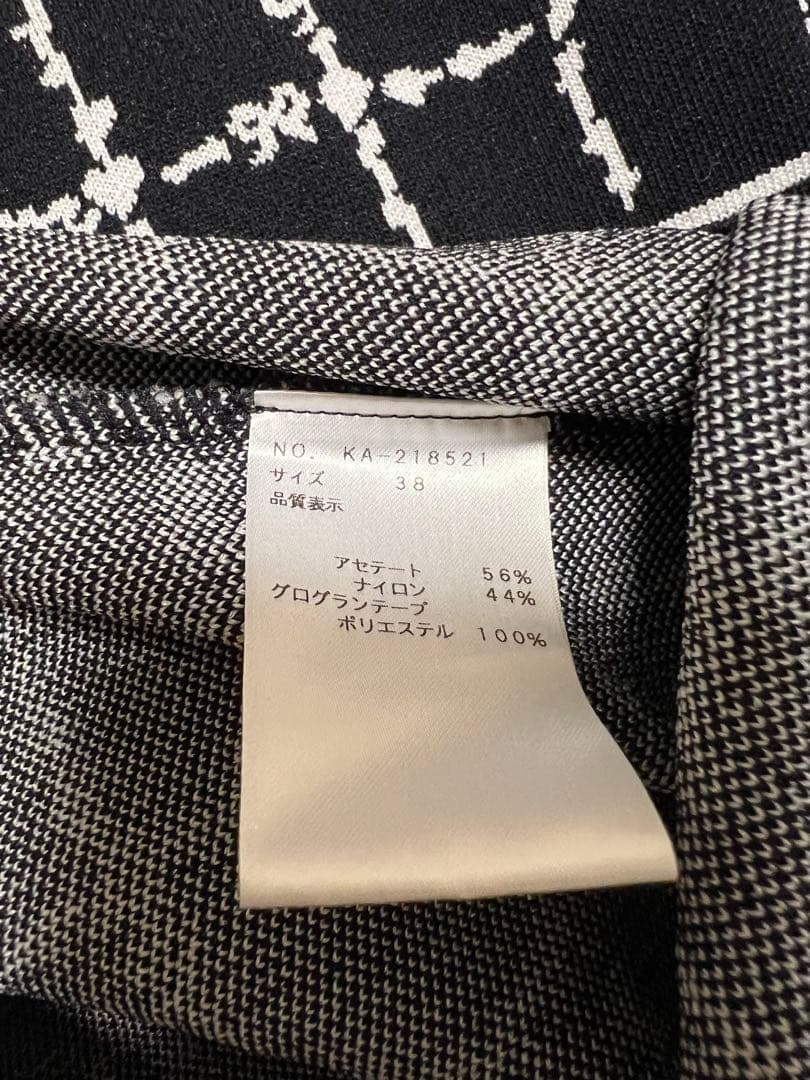 NO. KA-218521
サイズ 38
品質表示
アセテート 56%
ナイロン 44%
グログランテープ
ポリエステル 100%